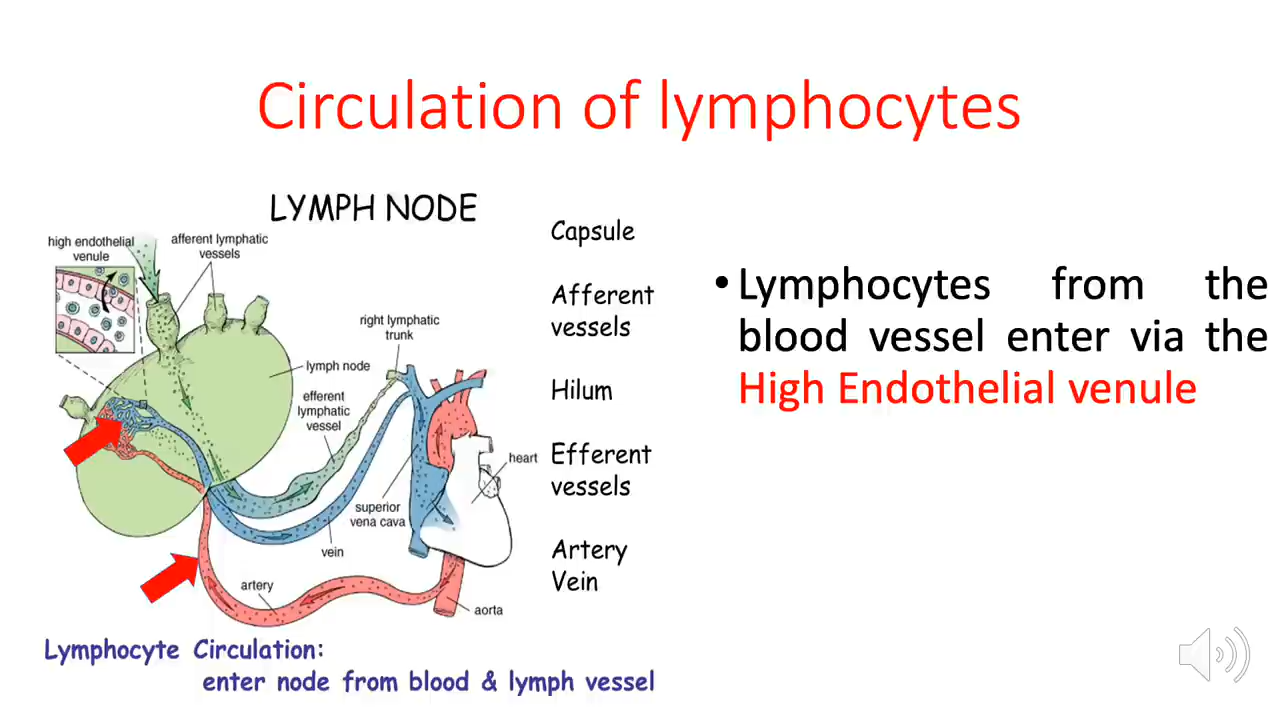 Circulation of lymphocytes
LYMPH NODE
high endothelial
venule
afferent lymphatic
vessels
right lymphatic
trunk
lymph node
efferent
lymphatic
vessel
heart
superior
vena cava
vein
artery
aorta
Capsule
Afferent
vessels
Hilum
Efferent
vessels
Artery
Vein
Lymphocyte Circulation:
enter node from blood & lymph vessel
• Lymphocytes from the
blood vessel enter via the
High Endothelial venule